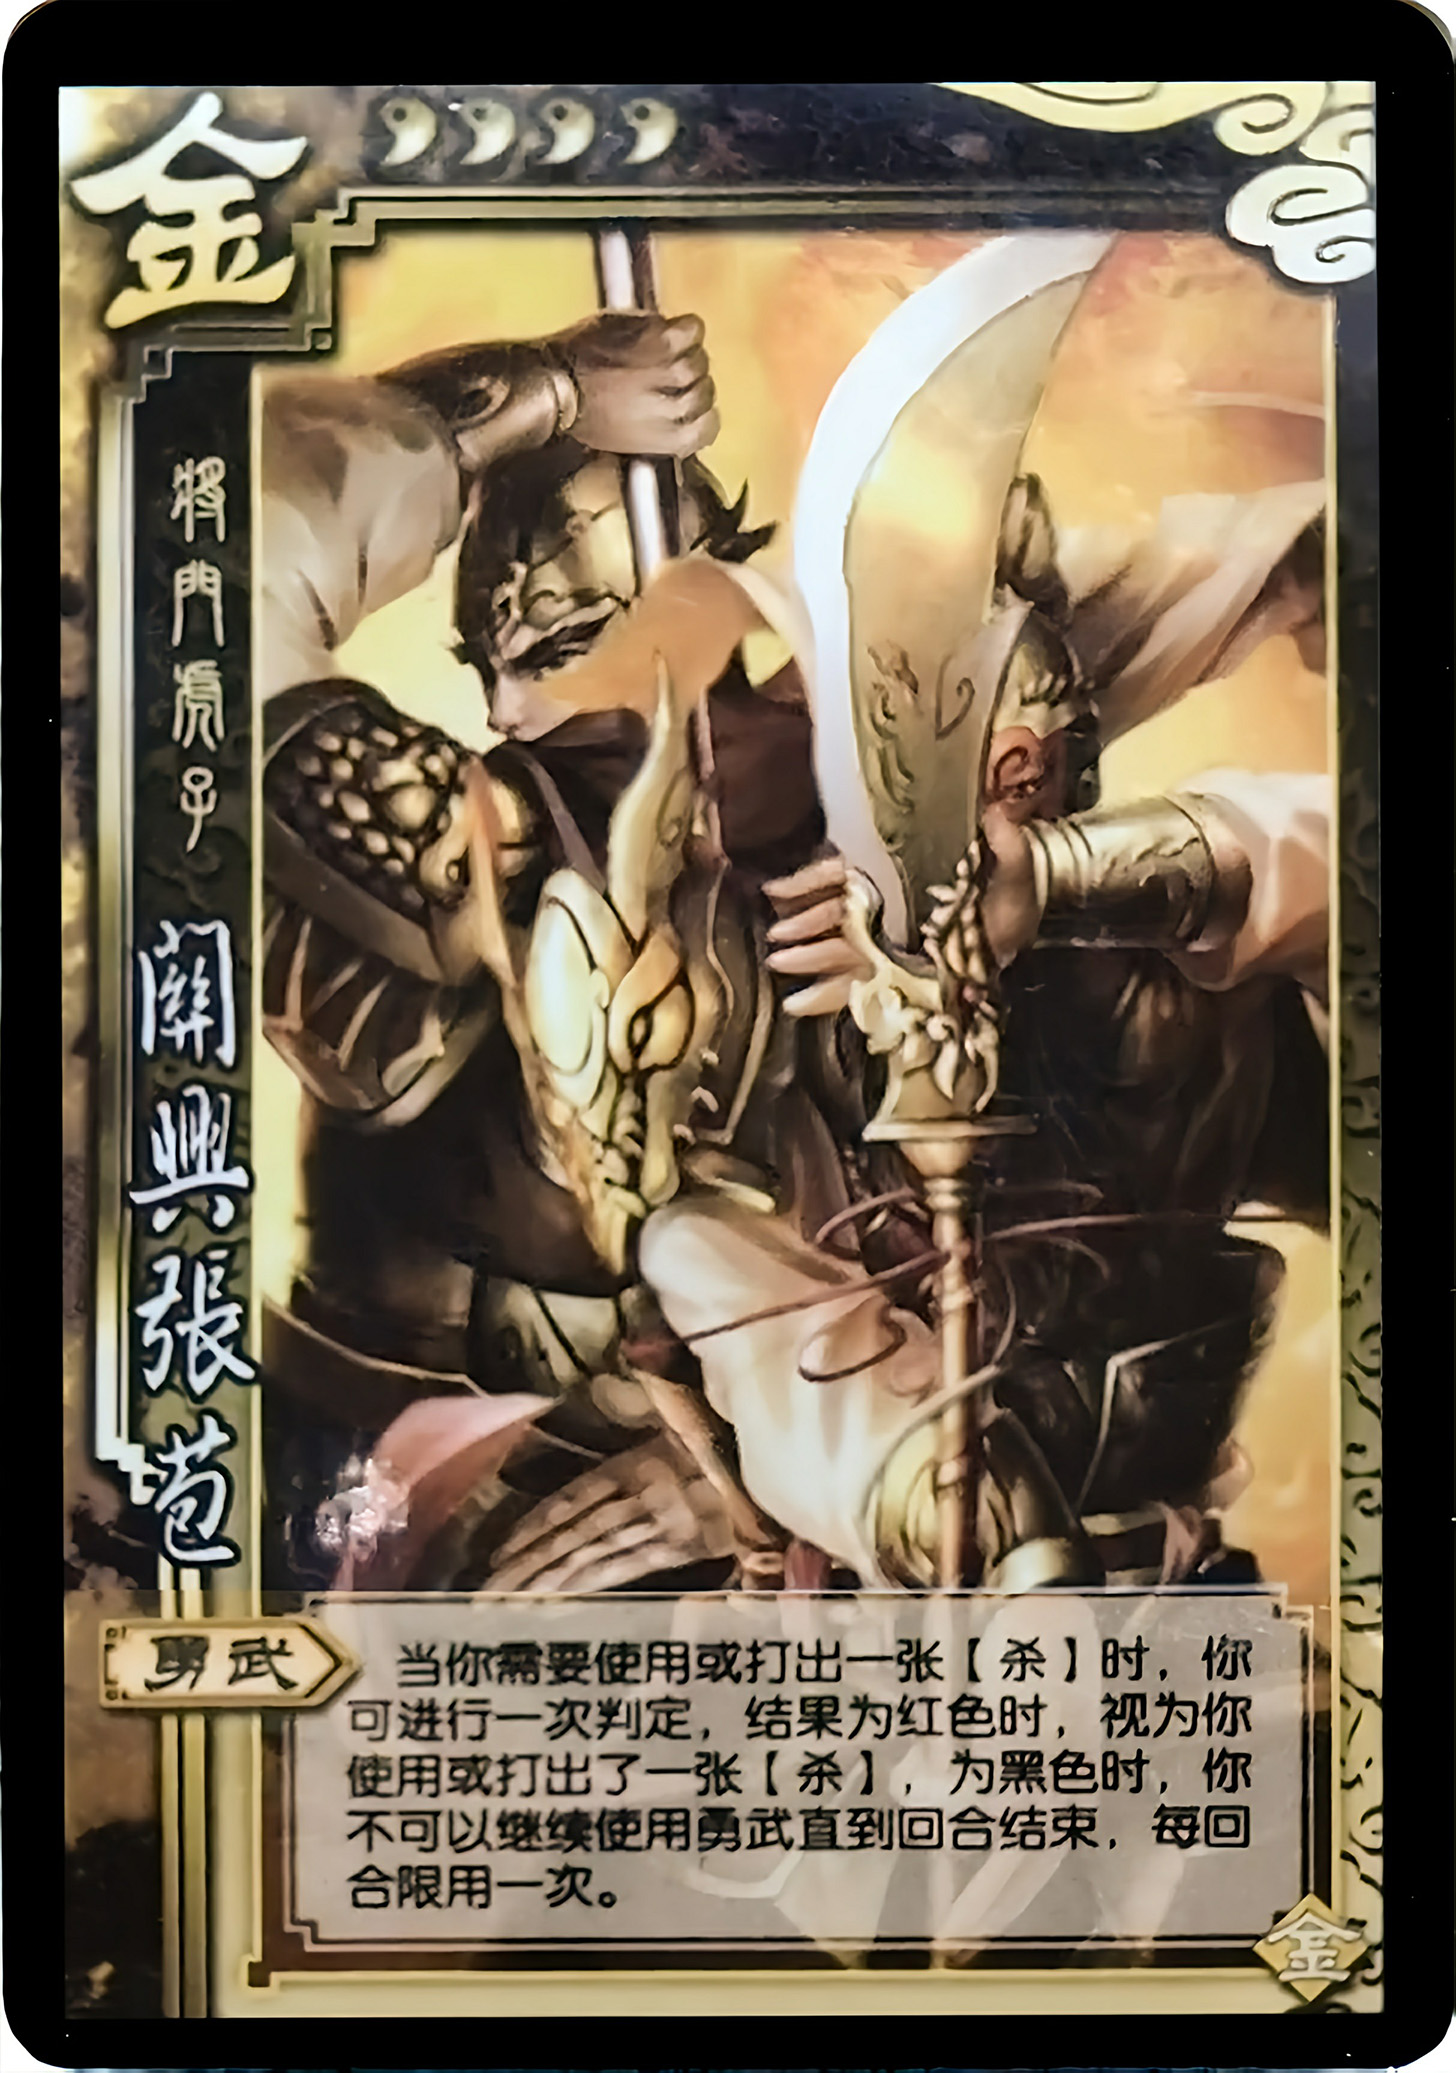 金
將門虎子
關興張苞
勇武
当你需要使用或打出一张【杀】时，你
可进行一次判定，结果为红色时，视为你
使用或打出了一张【杀】，为黑色时，你
不可以继续使用勇武直到回合结束，每回
合限用一次。
金